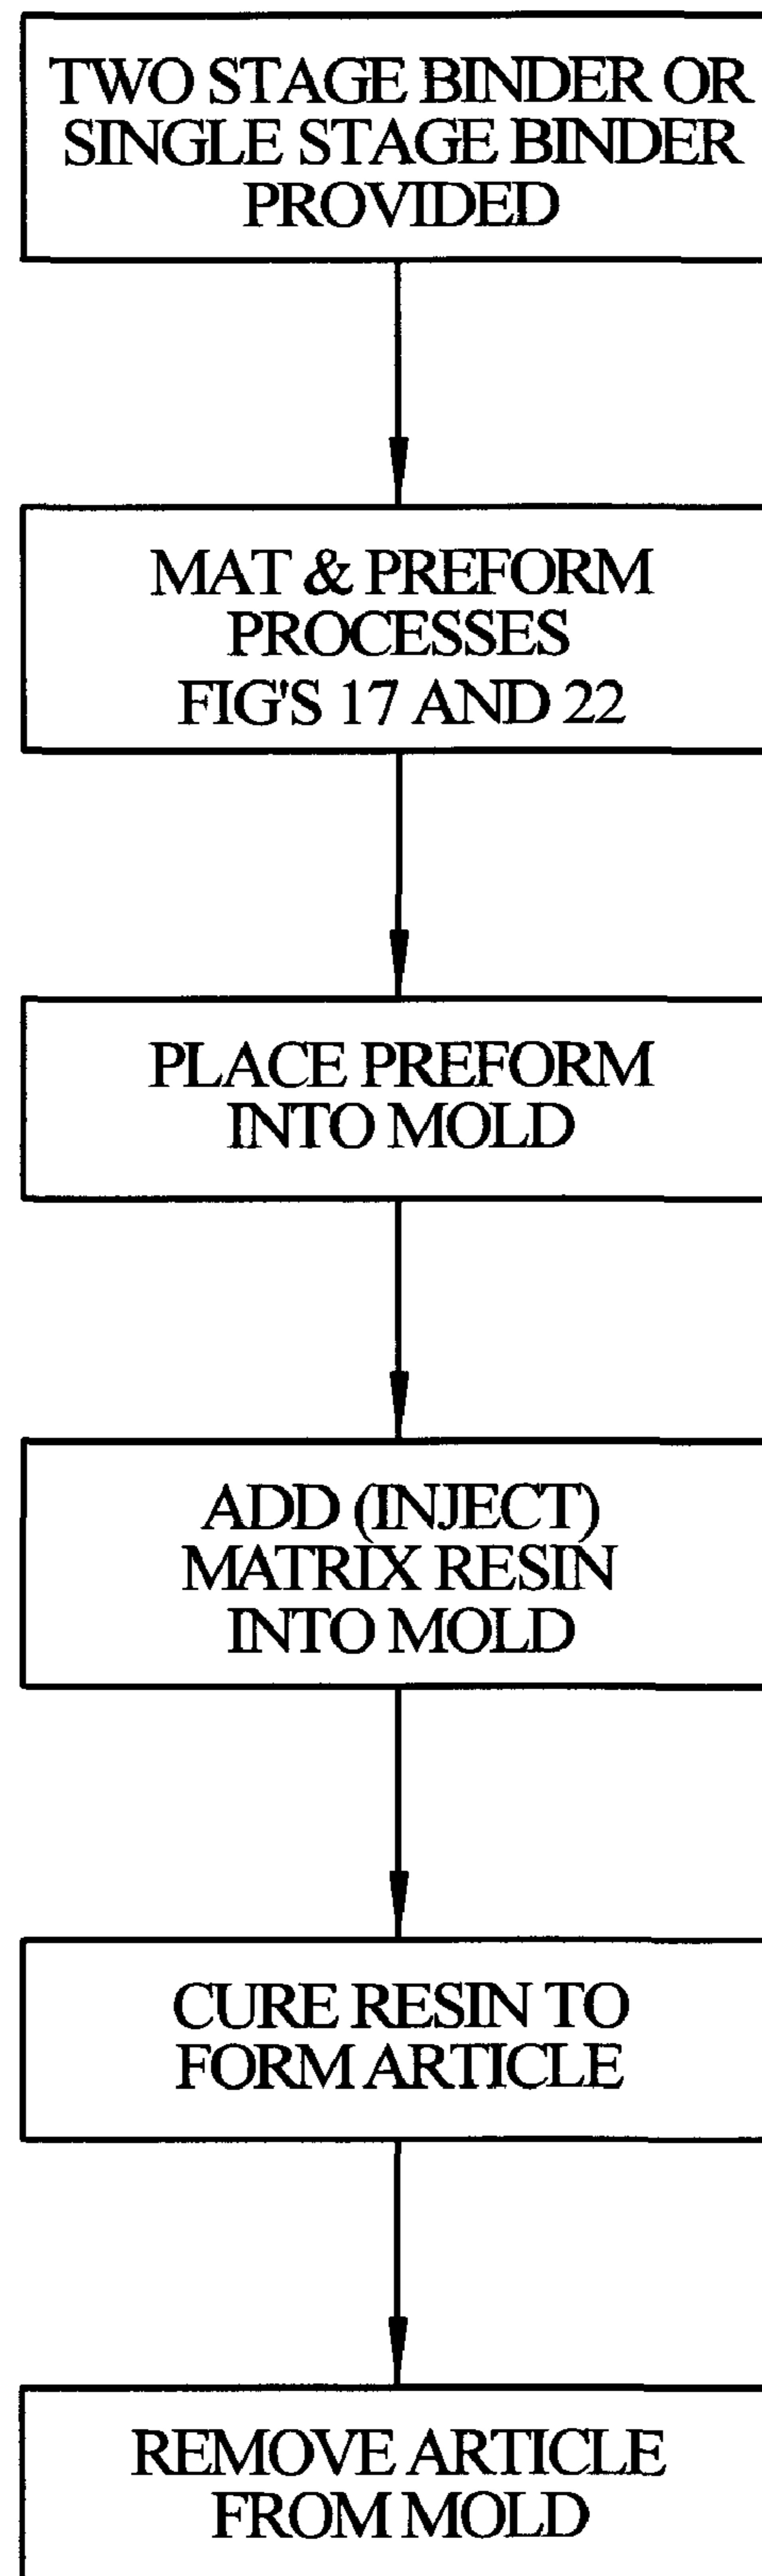 TWO STAGE BINDER OR
SINGLE STAGE BINDER
PROVIDED
MAT & PREFORM
PROCESSES
FIG'S 17 AND 22
PLACE PREFORM
INTO MOLD
ADD (INJECT)
MATRIX RESIN
INTO MOLD
CURE RESIN TO
FORM ARTICLE
REMOVE ARTICLE
FROM MOLD